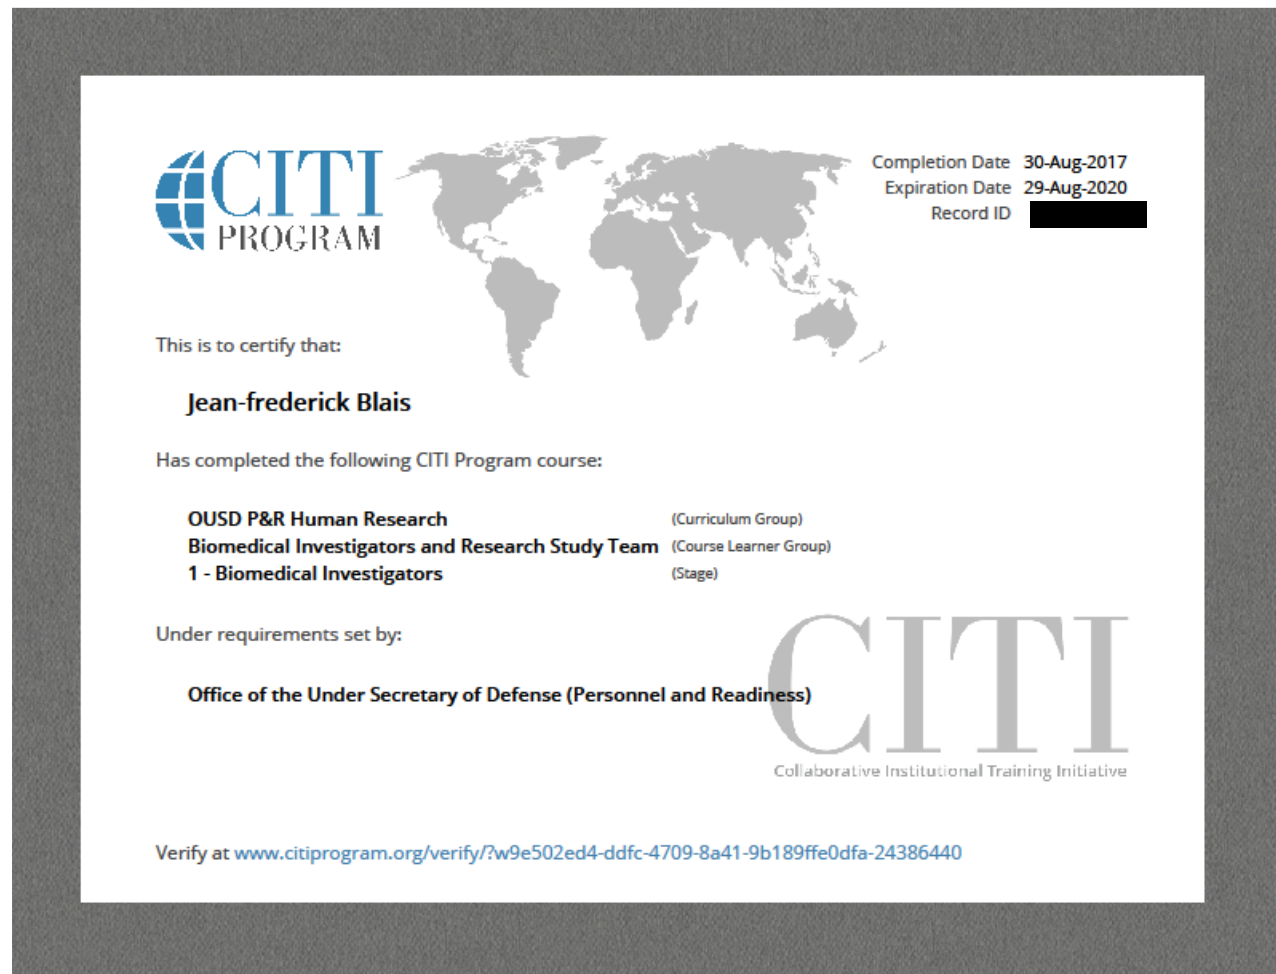 CITI
PROGRAM
Completion Date 30-Aug-2017
Expiration Date 29-Aug-2020
Record ID
This is to certify that:
Jean-frederick Blais
Has completed the following CITI Program course:
OUSD P&R Human Research (Curriculum Group)
Biomedical Investigators and Research Study Team (Course Learner Group)
1 - Biomedical Investigators (Stage)
Under requirements set by:
Office of the Under Secretary of Defense (Personnel and Readiness)
CITI
Collaborative Institutional Training Initiative
Verify at www.citiprogram.org/verify/?w9e502ed4-ddfc-4709-8a41-9b189ffe0dfa-24386440